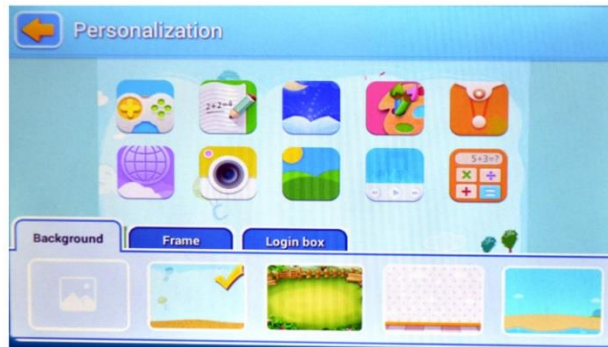 Personalization
2+2=4
5+3=?
Background
Frame
Login box